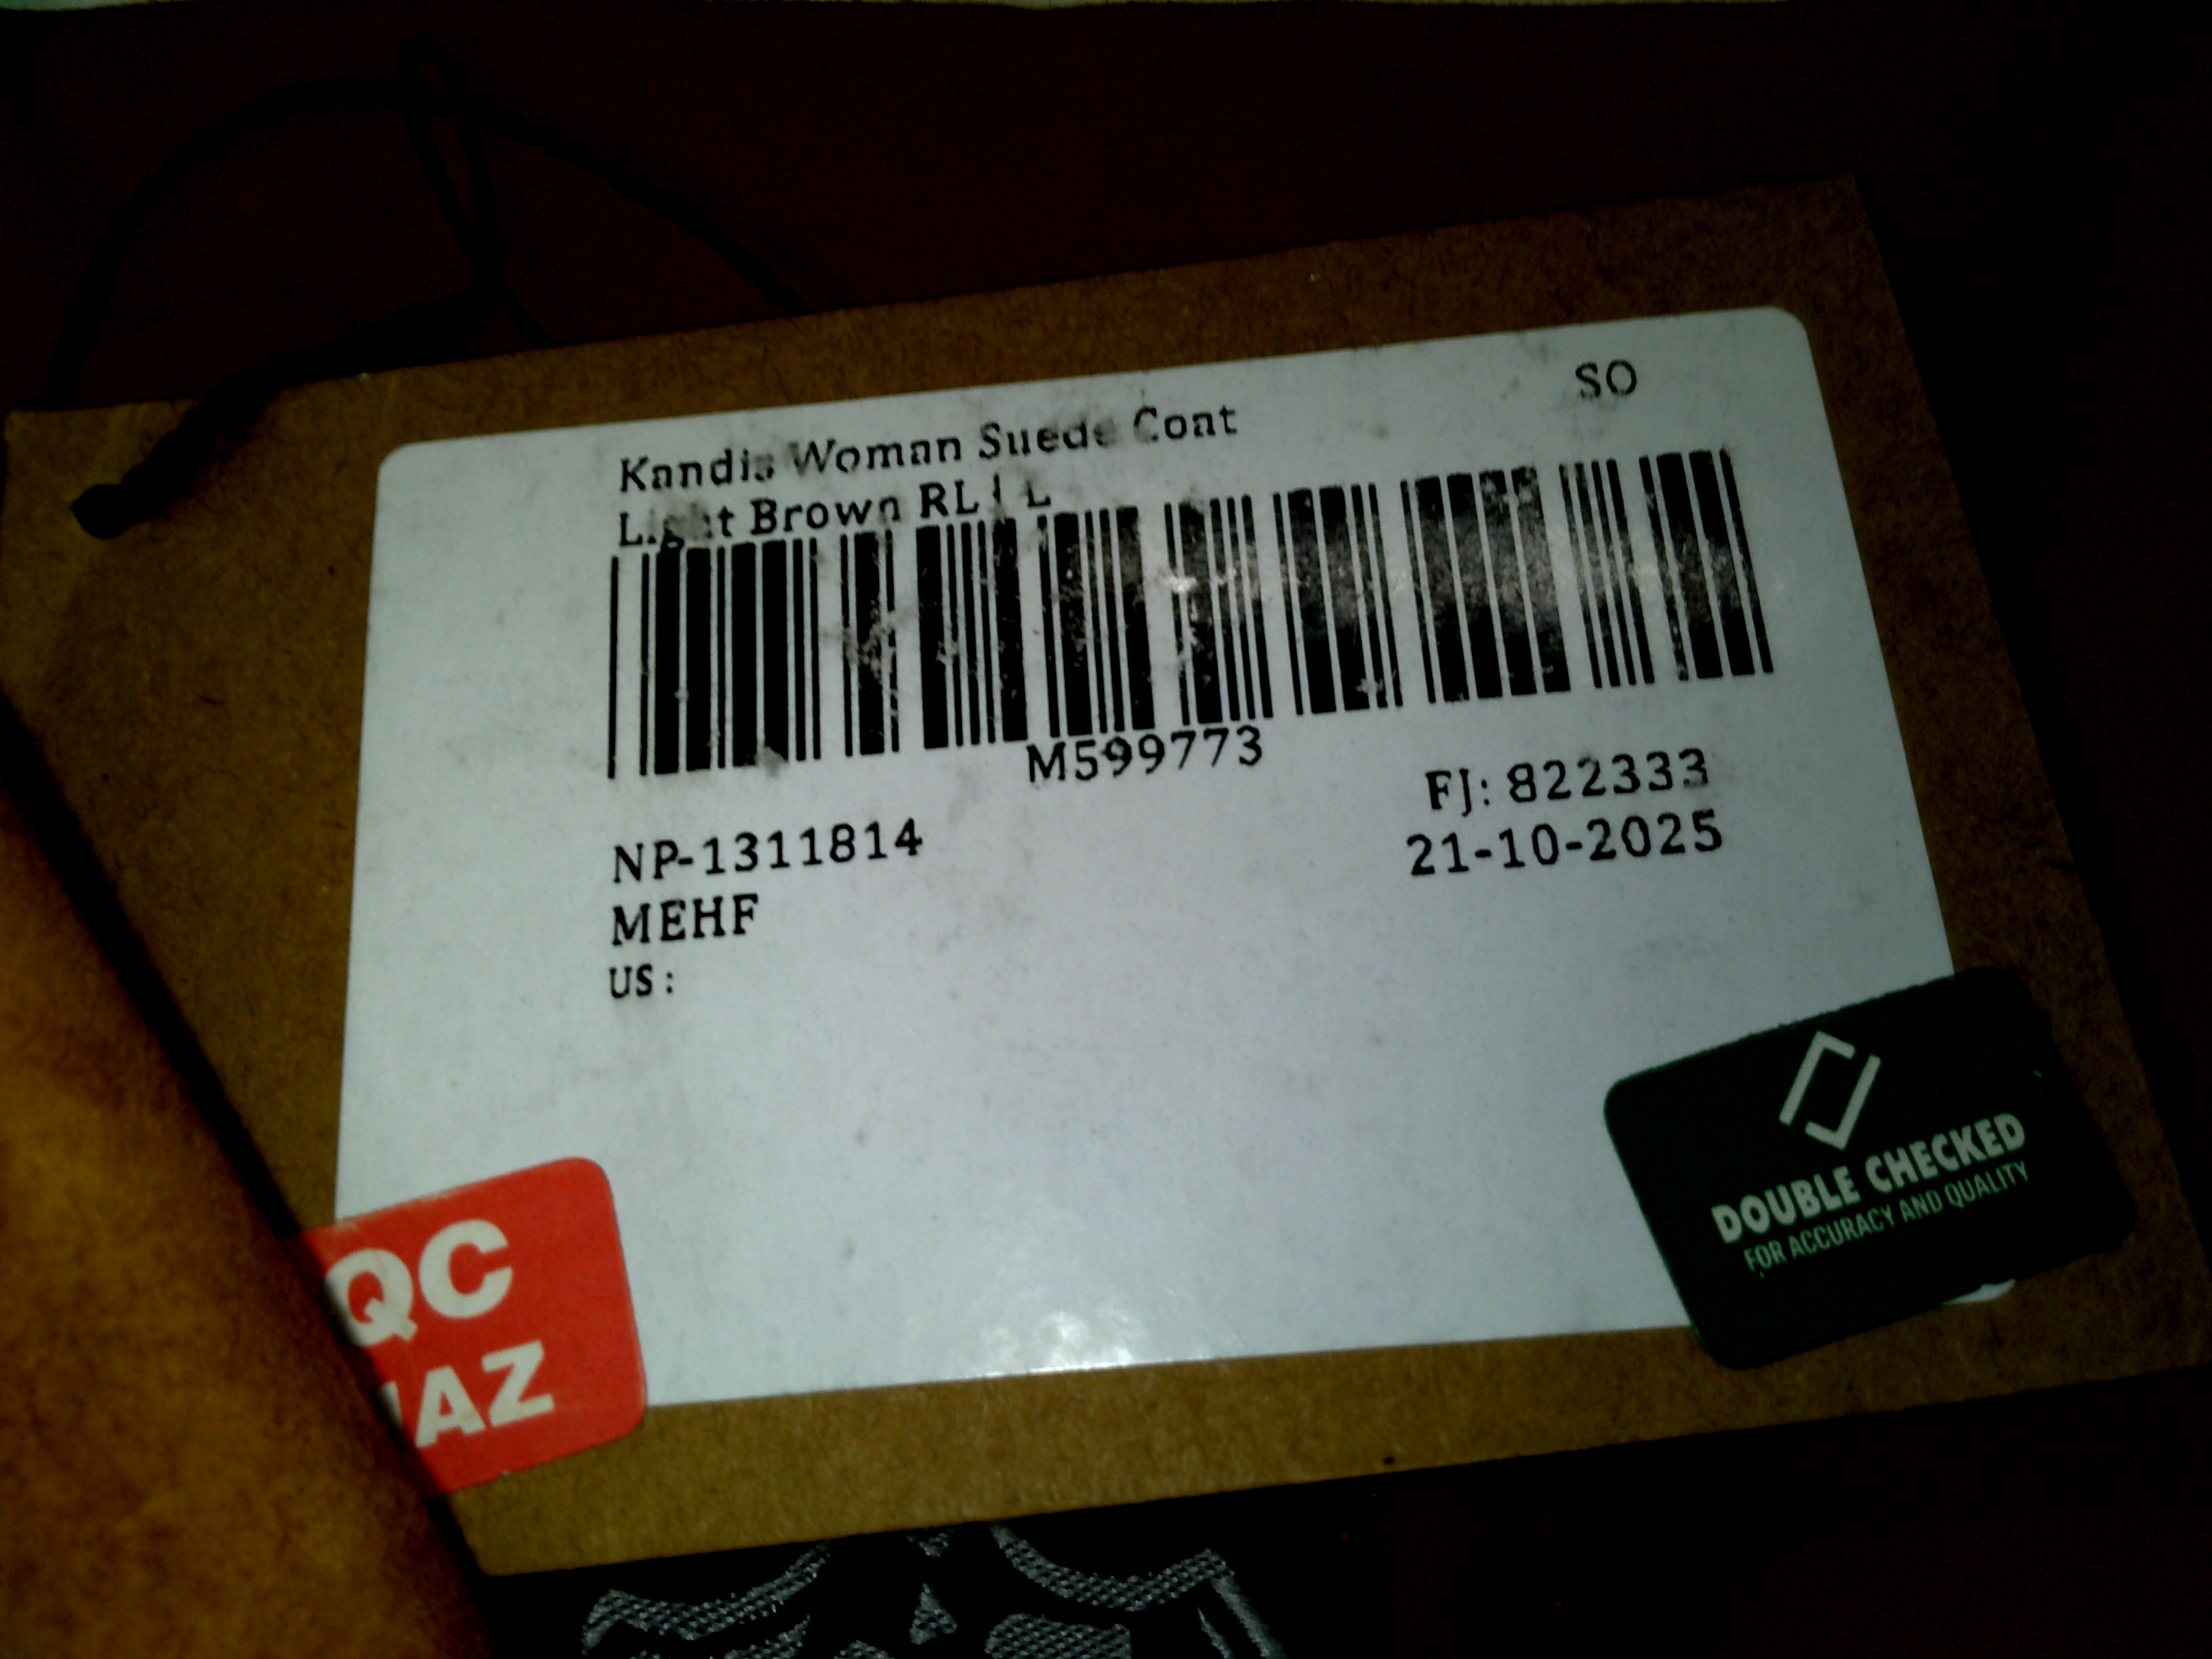 SO
Kandis Woman Suede Coat
Light Brown RL | L
M599773
FJ: 822333
NP-1311814
21-10-2025
MEHF
US :
DOUBLE CHECKED
FOR ACCURACY AND QUALITY
QC